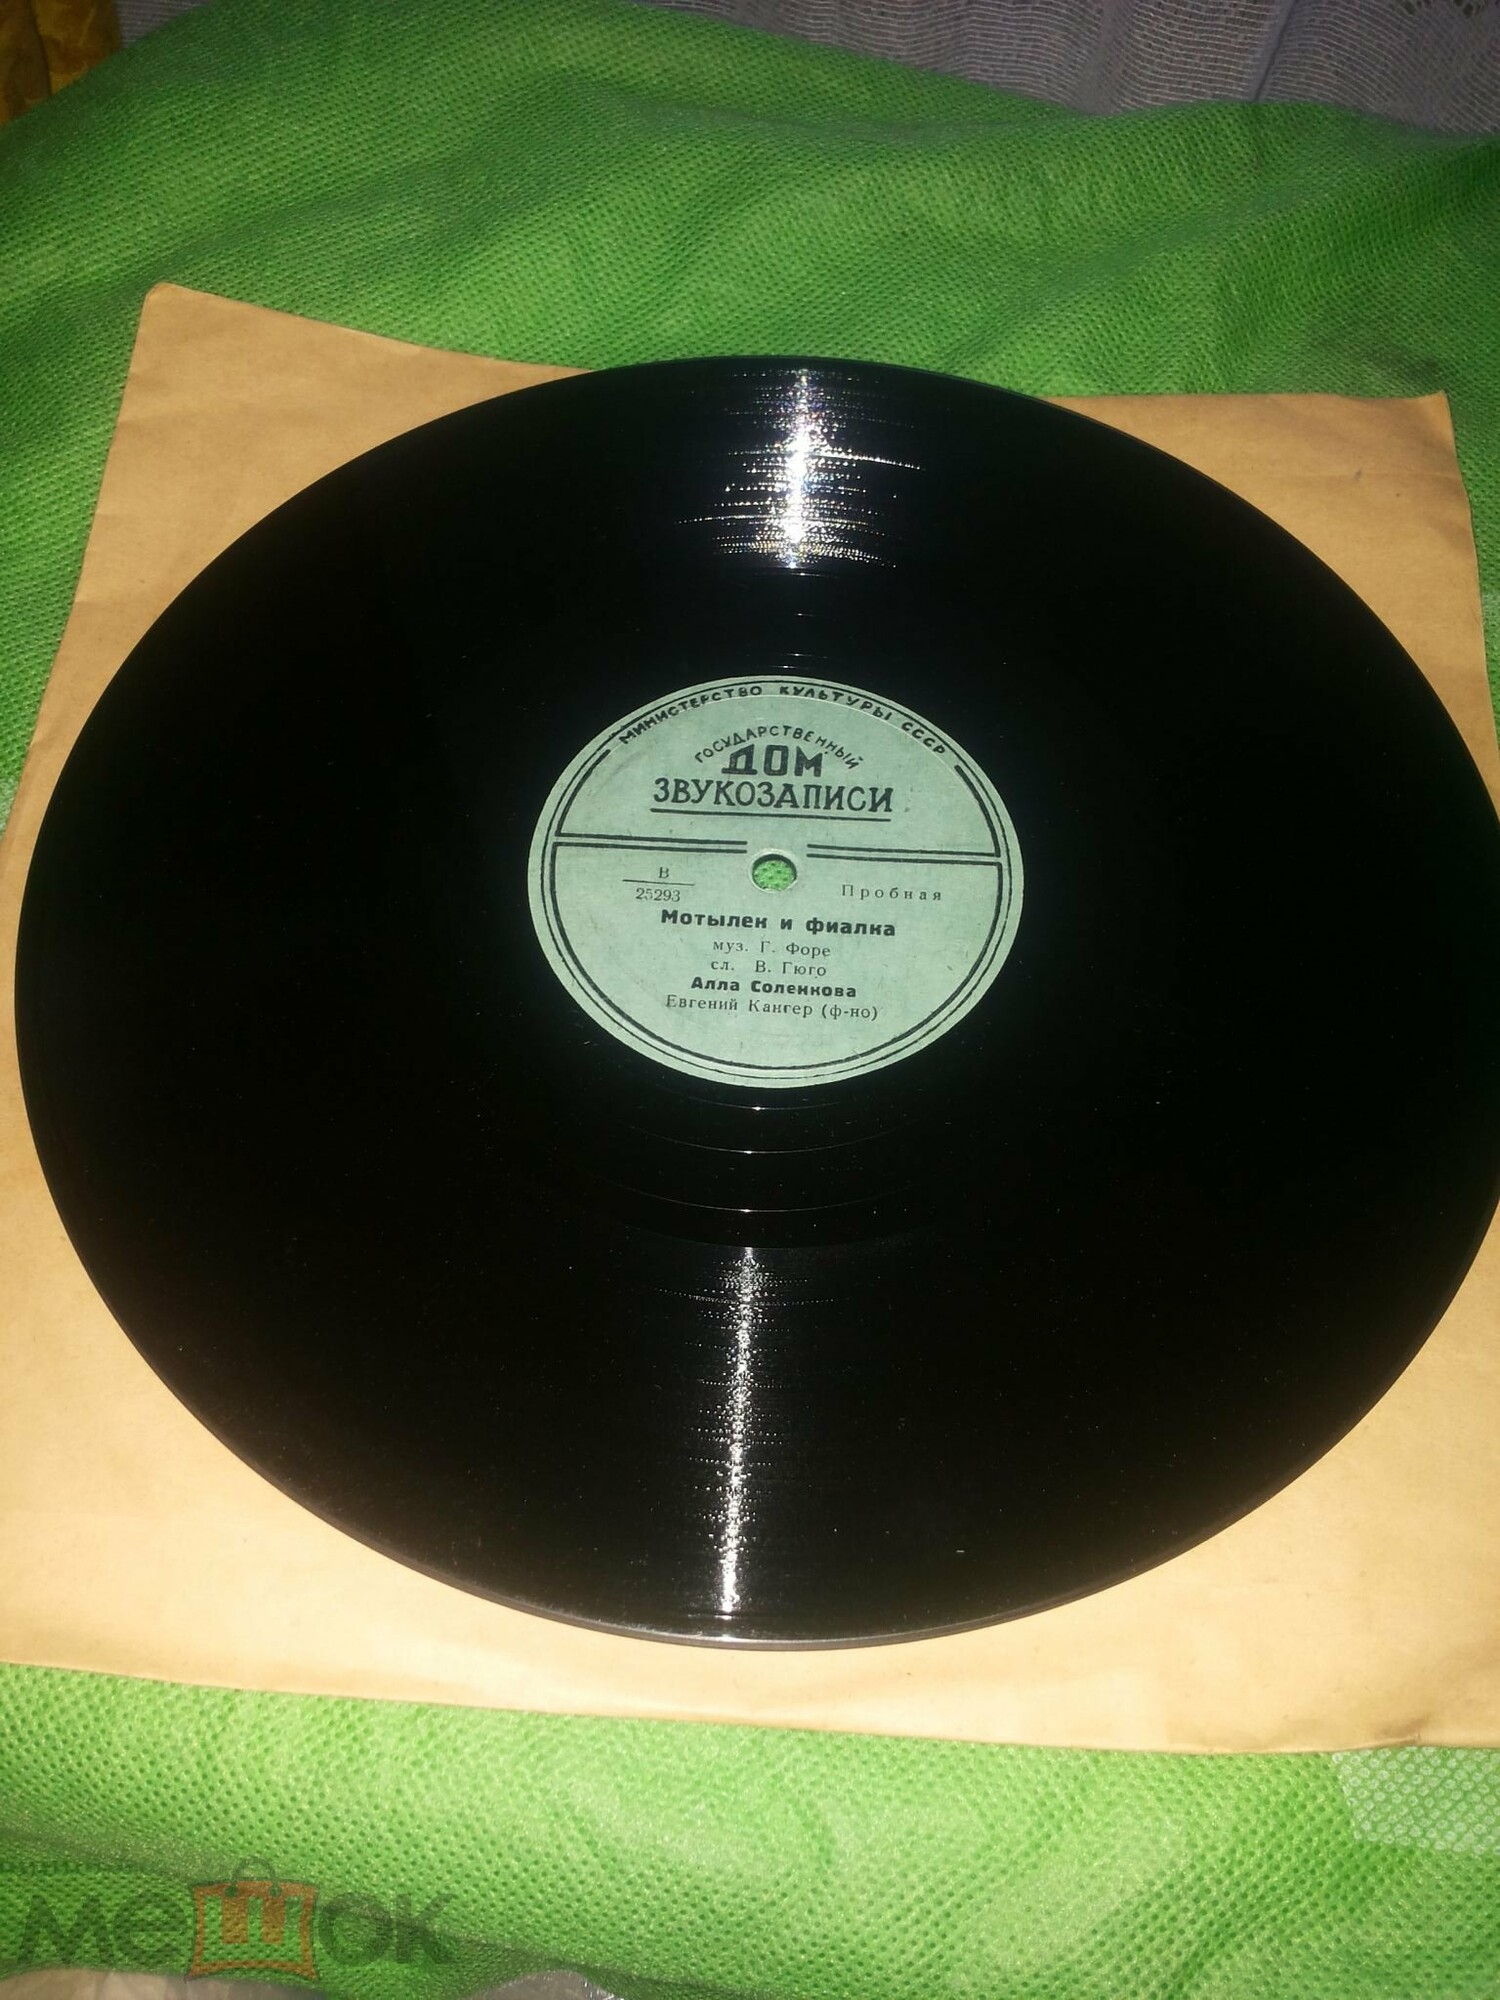 МИНИСТЕРСТВО КУЛЬТУРЫ СССР
ГОСУДАРСТВЕННЫЙ
ДОМ
ЗВУКОЗАПИСИ
В
25293
Пробная
Мотылек и фиалка
муз. Г. Форе
сл. В. Гюго
Алла Соленкова
Евгений Кангер (ф-но)
мешок